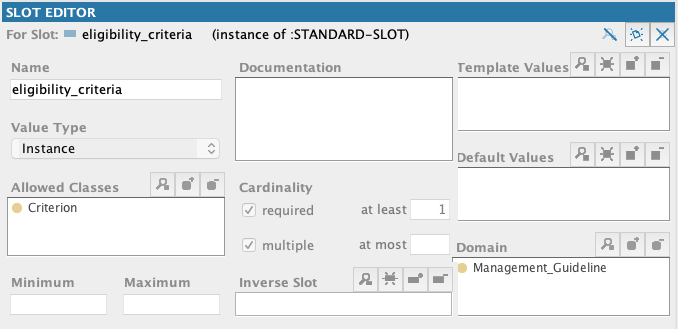 SLOT EDITOR
For Slot: eligibility_criteria (instance of :STANDARD-SLOT)
Name
eligibility_criteria
Value Type
Instance
Allowed Classes
Criterion
Minimum Maximum
Documentation
Cardinality
required at least 1
multiple at most
Inverse Slot
Template Values
Default Values
Domain
Management_Guideline